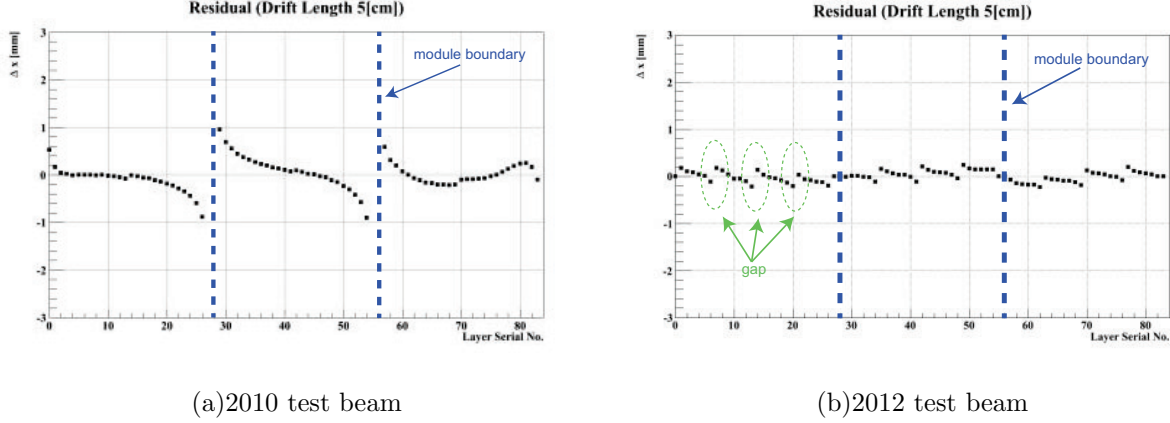 Residual (Drift Length 5[cm])
Δ x [mm]
3
2
1
0
-1
-2
-3
module boundary
0 10 20 30 40 50 60 70 80
Layer Serial No.
(a)2010 test beam
Residual (Drift Length 5[cm])
Δ x [mm]
3
2
1
0
-1
-2
-3
module boundary
gap
0 10 20 30 40 50 60 70 80
Layer Serial No.
(b)2012 test beam